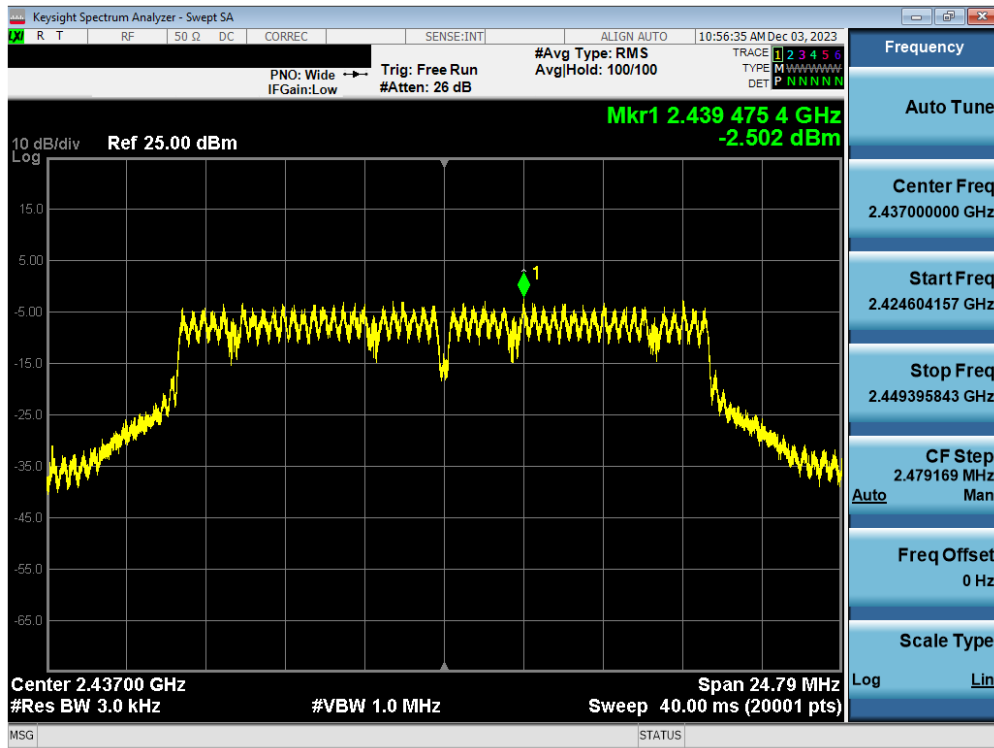 Keysight Spectrum Analyzer - Swept SA
LXI R T RF 50 Ω DC CORREC SENSE:INT ALIGN AUTO 10:56:35 AM Dec 03, 2023
PNO: Wide
IFGain:Low
Trig: Free Run
#Atten: 26 dB
#Avg Type: RMS
Avg|Hold: 100/100
TRACE 1 2 3 4 5 6
TYPE M W W W W W
DET P N N N N N
Mkr1 2.439 475 4 GHz
-2.502 dBm
10 dB/div Ref 25.00 dBm
Log
15.0
5.00
1
-5.00
-15.0
-25.0
-35.0
-45.0
-55.0
-65.0
Center 2.43700 GHz Span 24.79 MHz
#Res BW 3.0 kHz #VBW 1.0 MHz Sweep 40.00 ms (20001 pts)
MSG STATUS
Frequency
Auto Tune
Center Freq
2.437000000 GHz
Start Freq
2.424604157 GHz
Stop Freq
2.449395843 GHz
CF Step
2.479169 MHz
Auto Man
Freq Offset
0 Hz
Scale Type
Log Lin